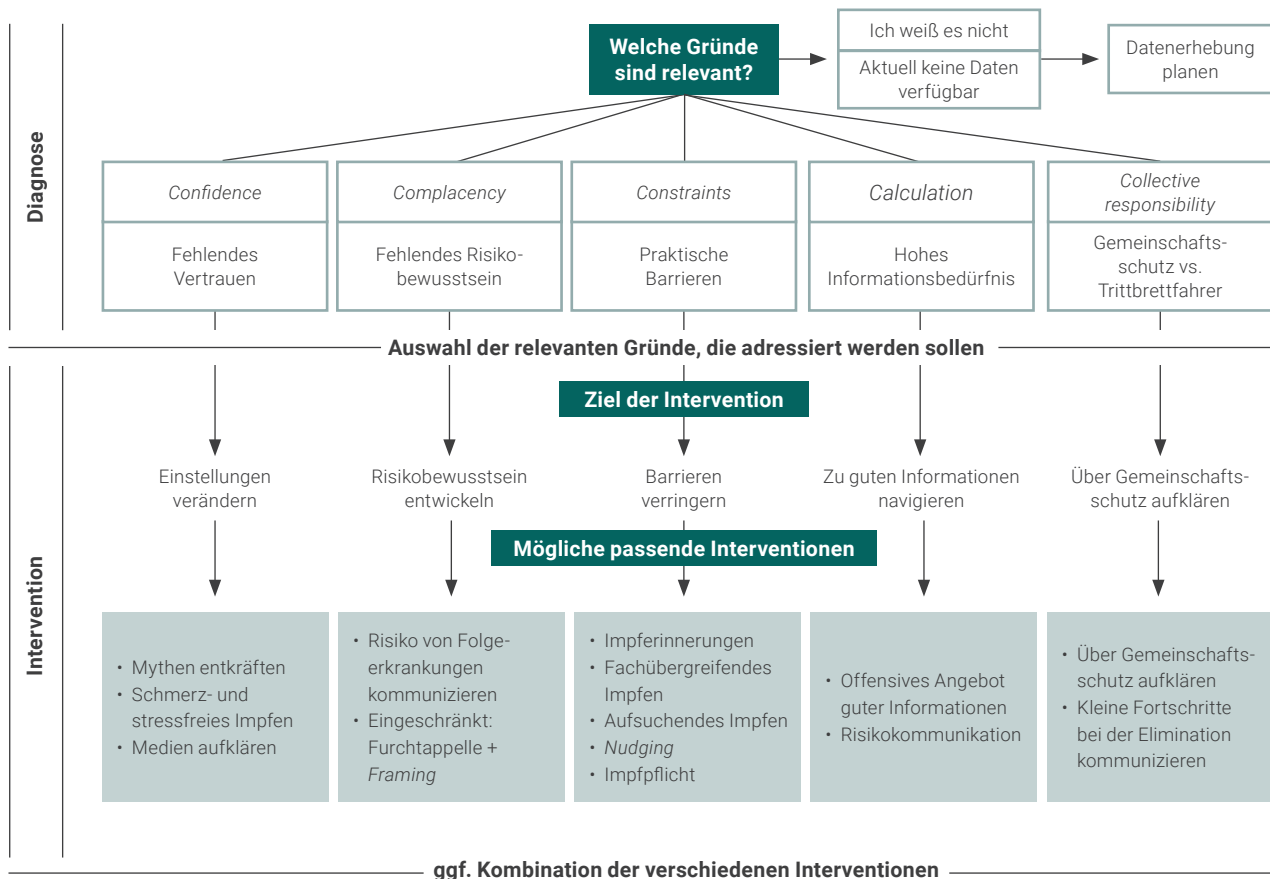 Welche Gründe
sind relevant?
Ich weiß es nicht
Aktuell keine Daten
verfügbar
Datenerhebung
planen
Diagnose
Confidence
Fehlendes
Vertrauen
Complacency
Fehlendes Risiko-
bewusstsein
Constraints
Praktische
Barrieren
Calculation
Hohes
Informationsbedürfnis
Collective
responsibility
Gemeinschafts-
schutz vs.
Trittbrettfahrer
Auswahl der relevanten Gründe, die adressiert werden sollen
Intervention
Ziel der Intervention
Einstellungen
verändern
Risikobewusstsein
entwickeln
Barrieren
verringern
Zu guten Informationen
navigieren
Über Gemeinschafts-
schutz aufklären
Mögliche passende Interventionen
• Mythen entkräften
• Schmerz- und
stressfreies Impfen
• Medien aufklären
• Risiko von Folge-
erkrankungen
kommunizieren
• Eingeschränkt:
Furchtappelle +
Framing
• Impferinnerungen
• Fachübergreifendes
Impfen
• Aufsuchendes Impfen
• Nudging
• Impfpflicht
• Offensives Angebot
guter Informationen
• Risikokommunikation
• Über Gemeinschafts-
schutz aufklären
• Kleine Fortschritte
bei der Elimination
kommunizieren
ggf. Kombination der verschiedenen Interventionen